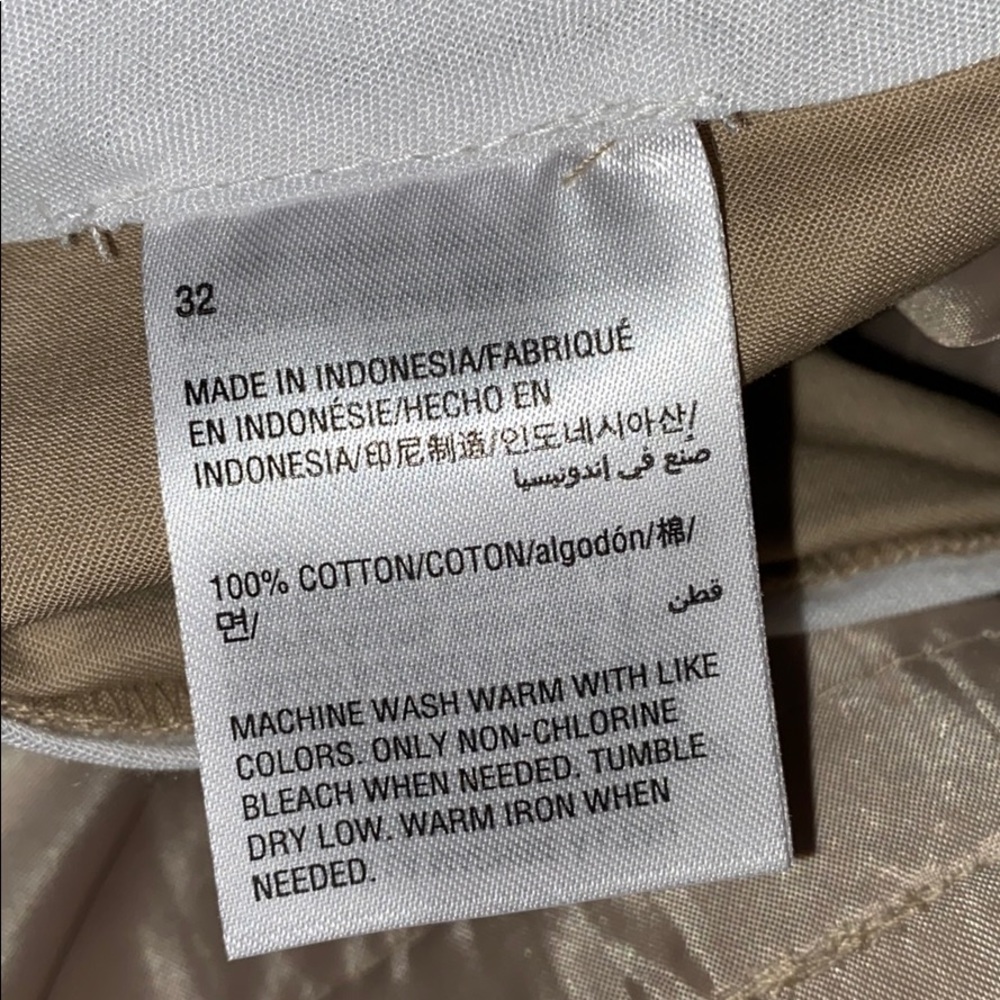 32
MADE IN INDONESIA/FABRIQUÉ
EN INDONÉSIE/HECHO EN
INDONESIA/印尼制造/인도네시아산/
صنع في إندونيسيا
100% COTTON/COTON/algodón/棉/
면/
قطن
MACHINE WASH WARM WITH LIKE
COLORS. ONLY NON-CHLORINE
BLEACH WHEN NEEDED. TUMBLE
DRY LOW. WARM IRON WHEN
NEEDED.